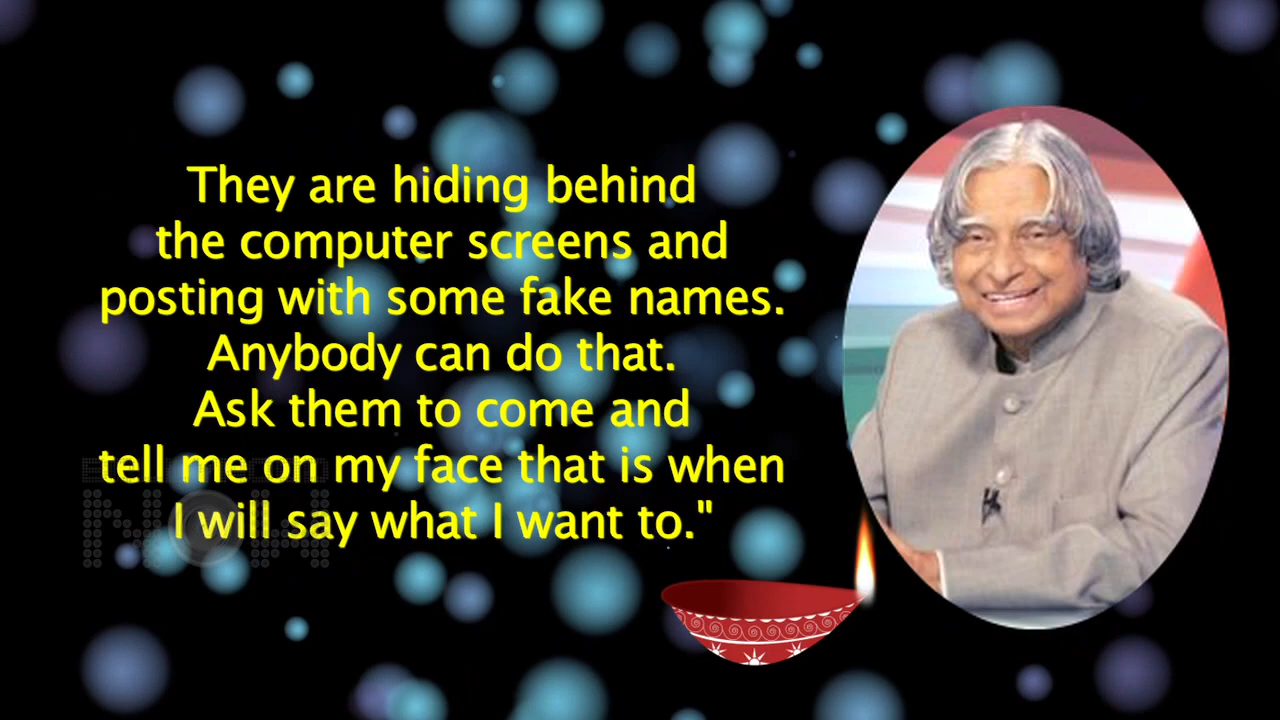 They are hiding behind
the computer screens and
posting with some fake names.
Anybody can do that.
Ask them to come and
tell me on my face that is when
I will say what I want to."
NOW